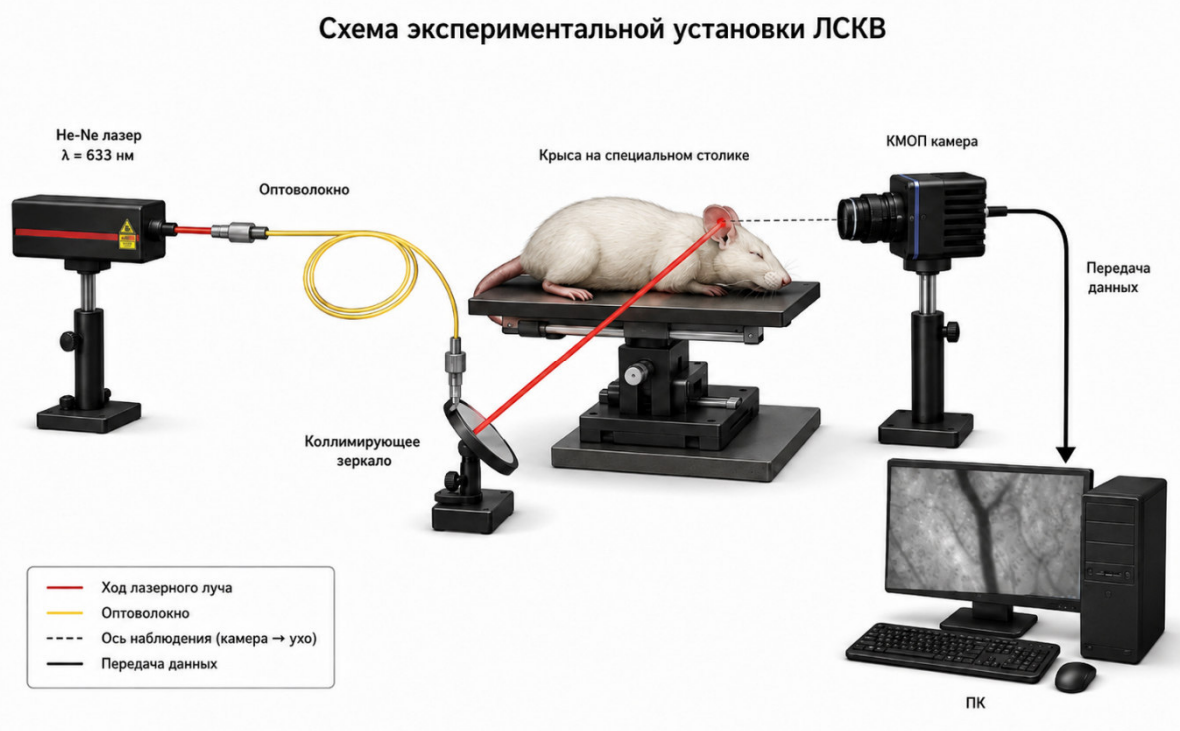 Схема экспериментальной установки ЛСКВ
He-Ne лазер
λ = 633 нм
Оптоволокно
Крыса на специальном столике
КМОП камера
Передача
данных
Коллимирующее
зеркало
Ход лазерного луча
Оптоволокно
Ось наблюдения (камера → ухо)
Передача данных
ПК